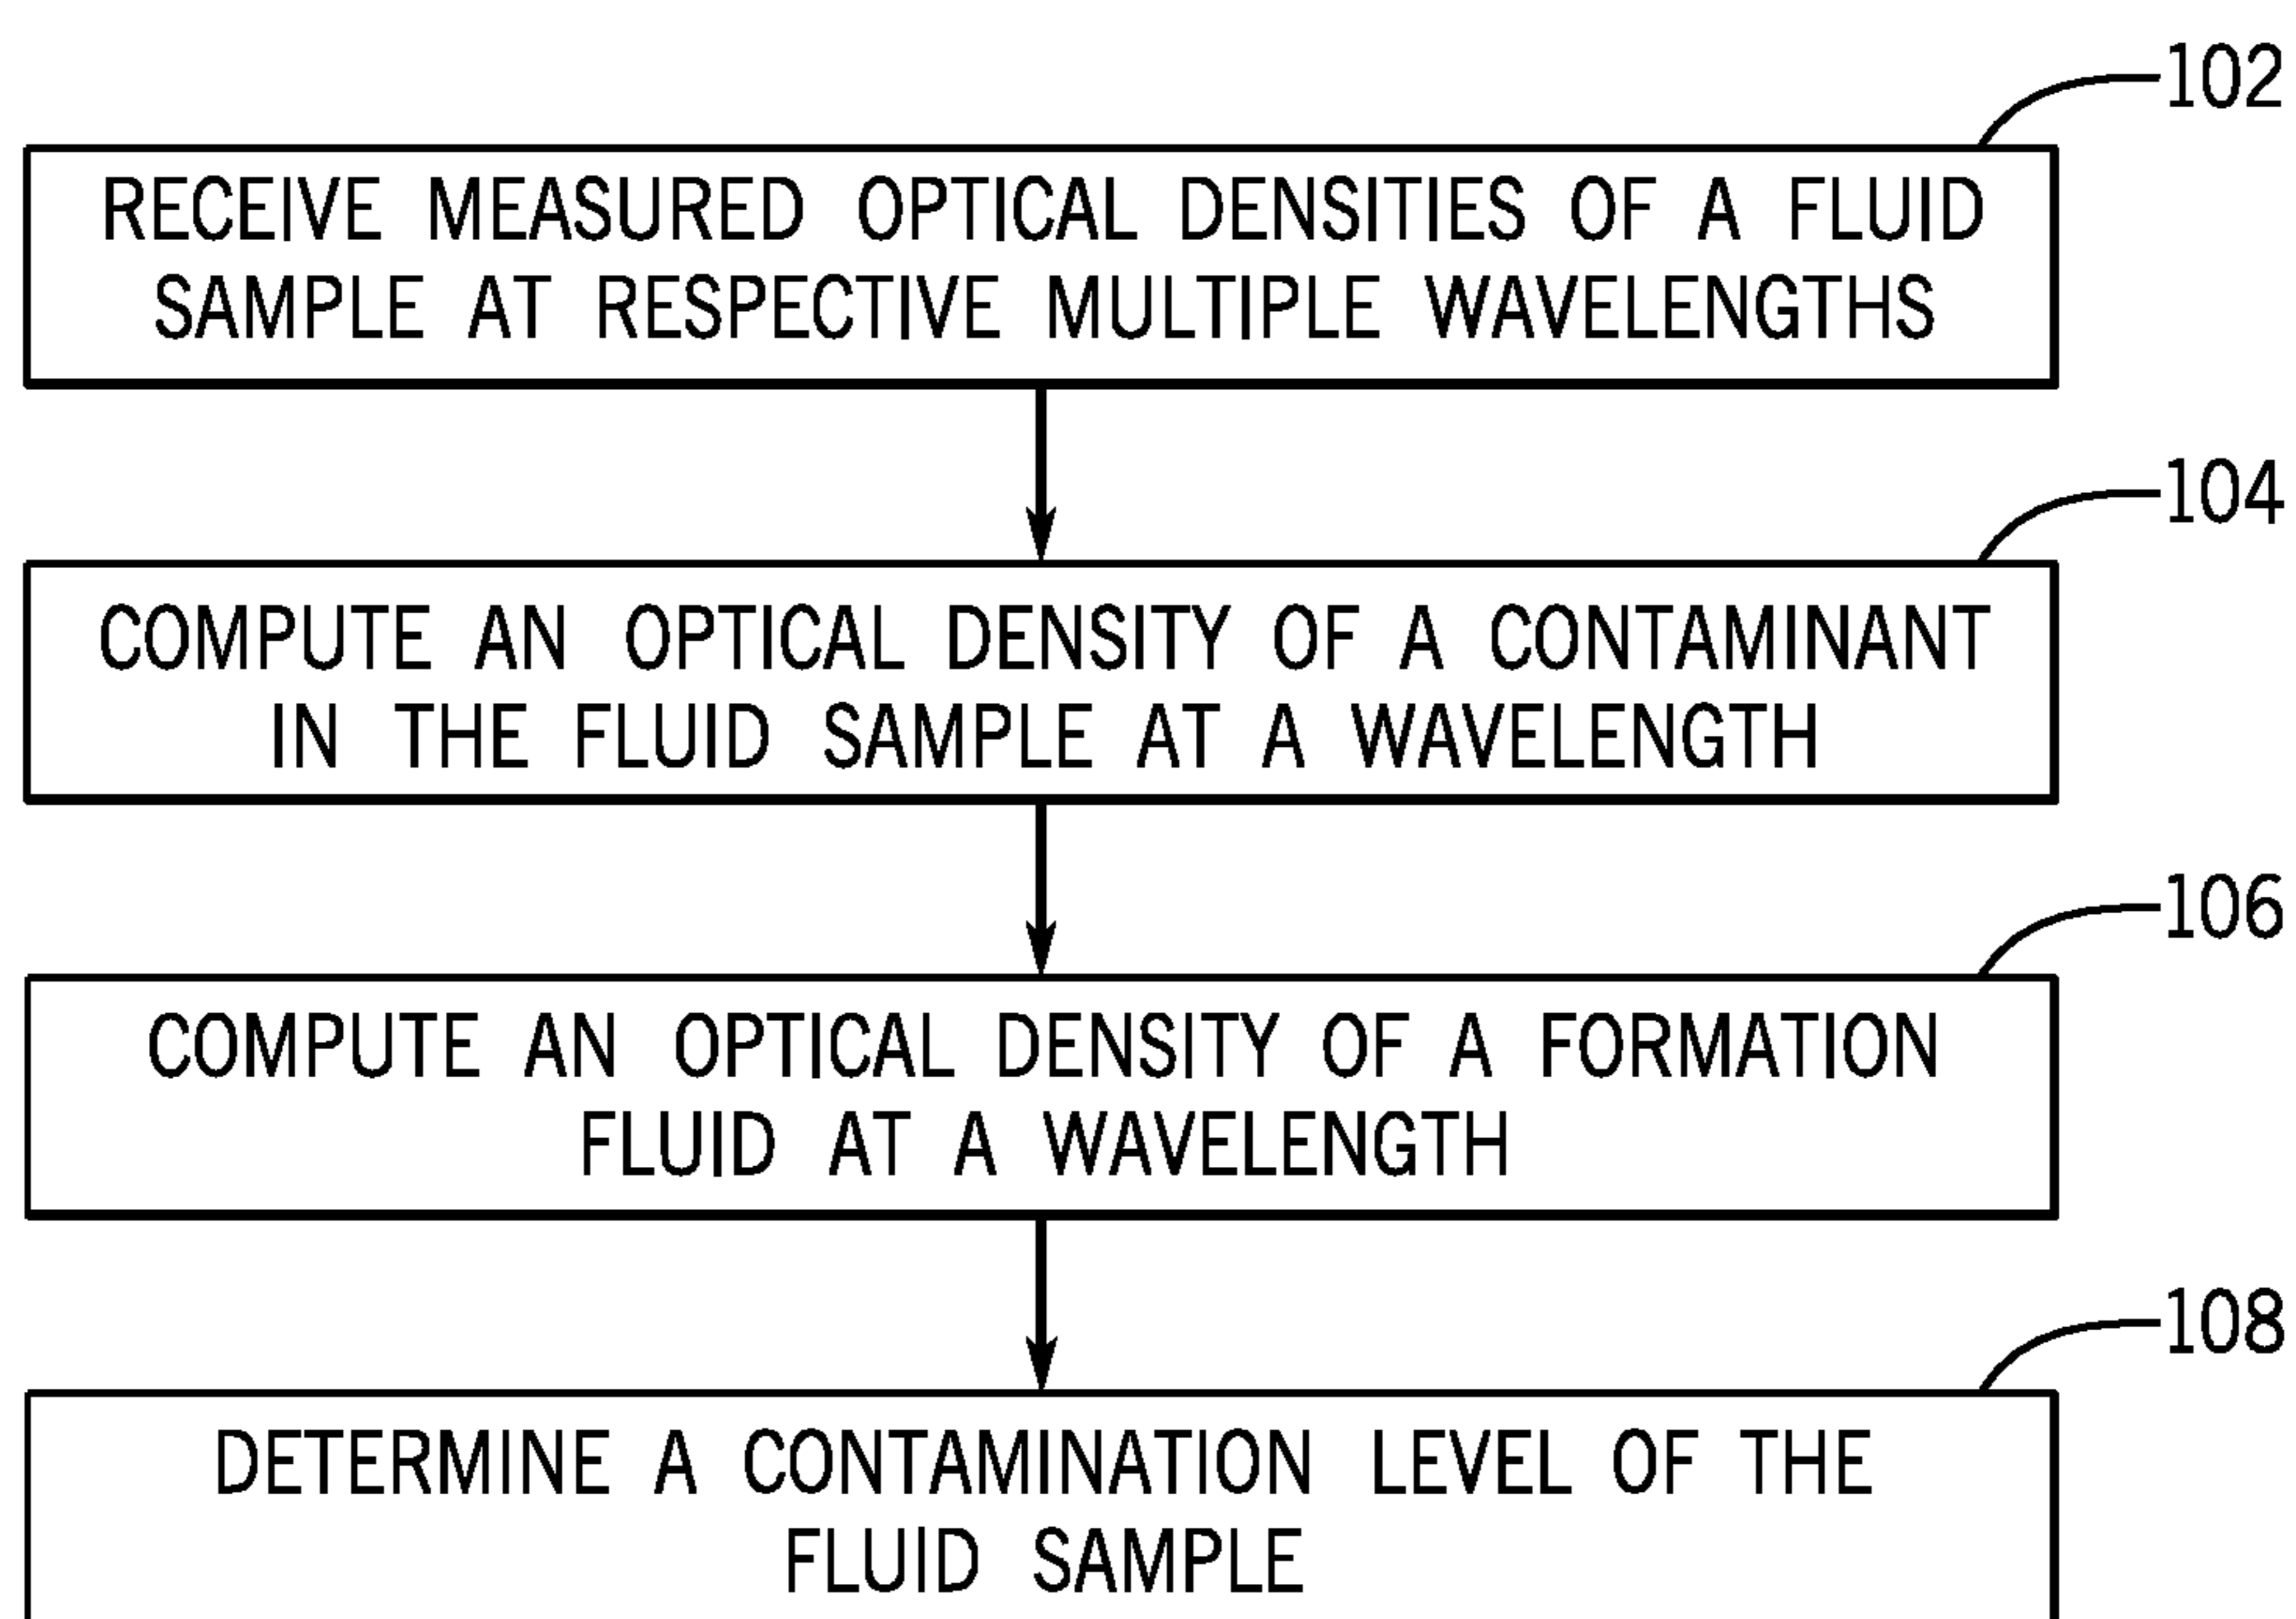 102
RECEIVE MEASURED OPTICAL DENSITIES OF A FLUID
SAMPLE AT RESPECTIVE MULTIPLE WAVELENGTHS
104
COMPUTE AN OPTICAL DENSITY OF A CONTAMINANT
IN THE FLUID SAMPLE AT A WAVELENGTH
106
COMPUTE AN OPTICAL DENSITY OF A FORMATION
FLUID AT A WAVELENGTH
108
DETERMINE A CONTAMINATION LEVEL OF THE
FLUID SAMPLE